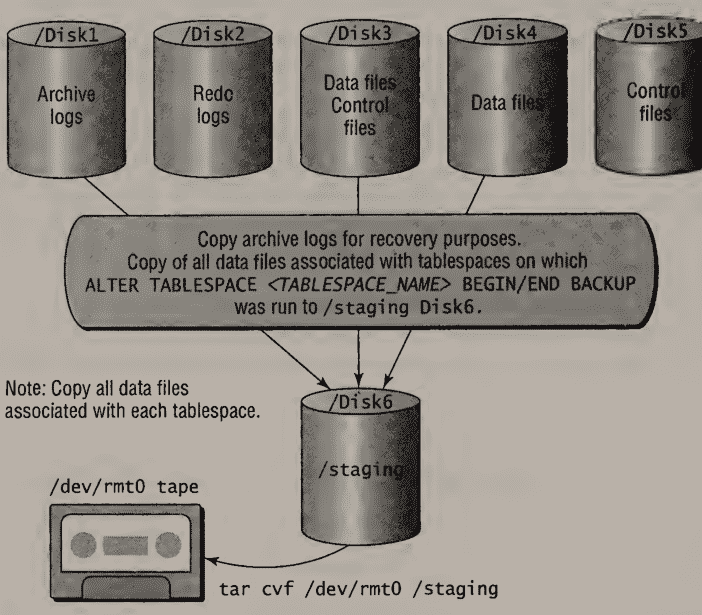 /Disk1
/Disk2
/Disk3
/Disk4
/Disk5
Archive
logs
Redo
logs
Data files
Control
files
Data files
Control
files
Copy archive logs for recovery purposes.
Copy of all data files associated with tablespaces on which
ALTER TABLESPACE <TABLESPACE_NAME> BEGIN/END BACKUP
was run to /staging Disk6.
Note: Copy all data files
associated with each tablespace.
/Disk6
/staging
/dev/rmt0 tape
tar cvf /dev/rmt0 /staging